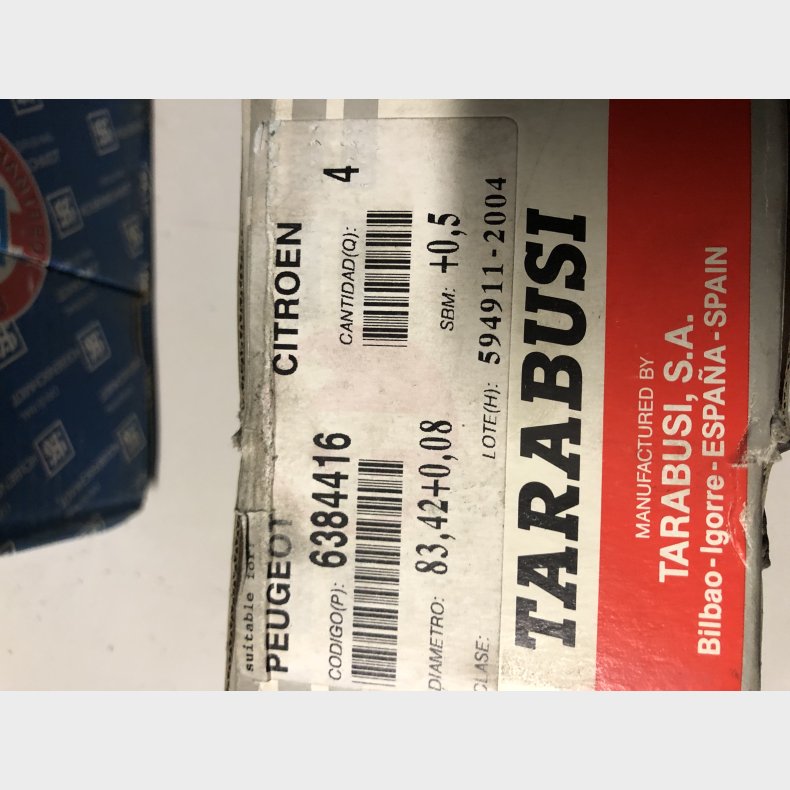 suitable for
PEUGEOT CITROEN
CODIGO(P): 6384416 CANTIDAD(Q): 4
DIAMETRO: 83,42+0,08 SBM: +0,5
CLASE: LOTE(H): 594911-2004
TARABUSI
MANUFACTURED BY
TARABUSI, S.A.
Bilbao-Igorre-ESPAÑA-SPAIN